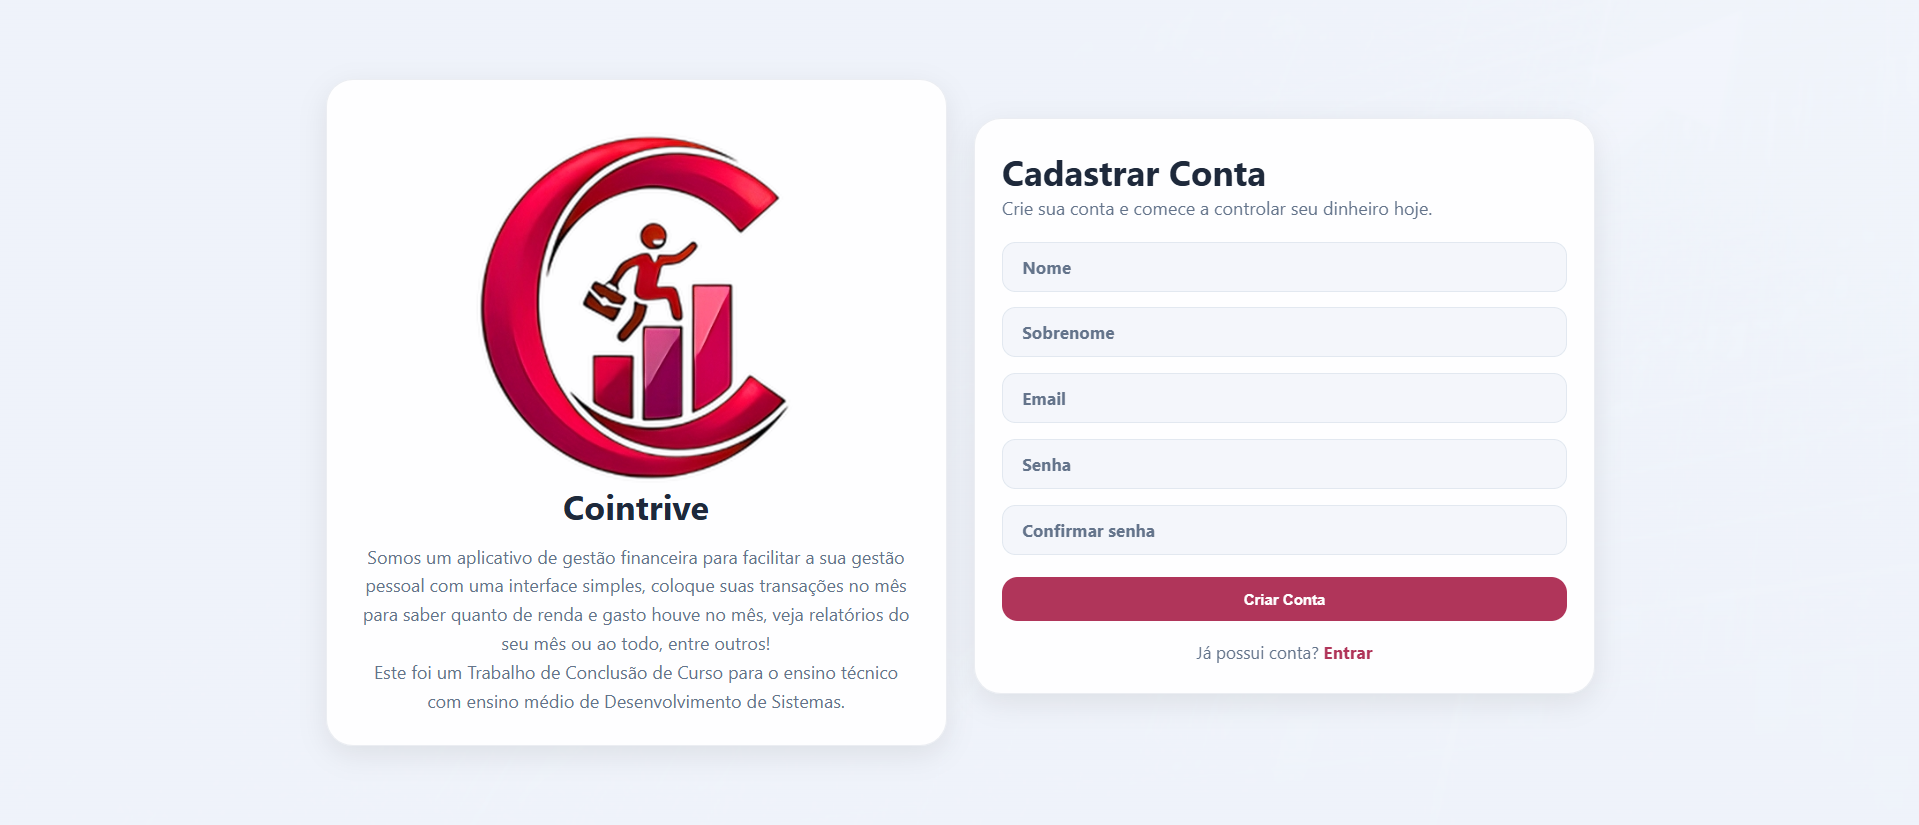 Cointrive
Somos um aplicativo de gestão financeira para facilitar a sua gestão
pessoal com uma interface simples, coloque suas transações no mês
para saber quanto de renda e gasto houve no mês, veja relatórios do
seu mês ou ao todo, entre outros!
Este foi um Trabalho de Conclusão de Curso para o ensino técnico
com ensino médio de Desenvolvimento de Sistemas.
Cadastrar Conta
Crie sua conta e comece a controlar seu dinheiro hoje.
Nome
Sobrenome
Email
Senha
Confirmar senha
Criar Conta
Já possui conta? Entrar